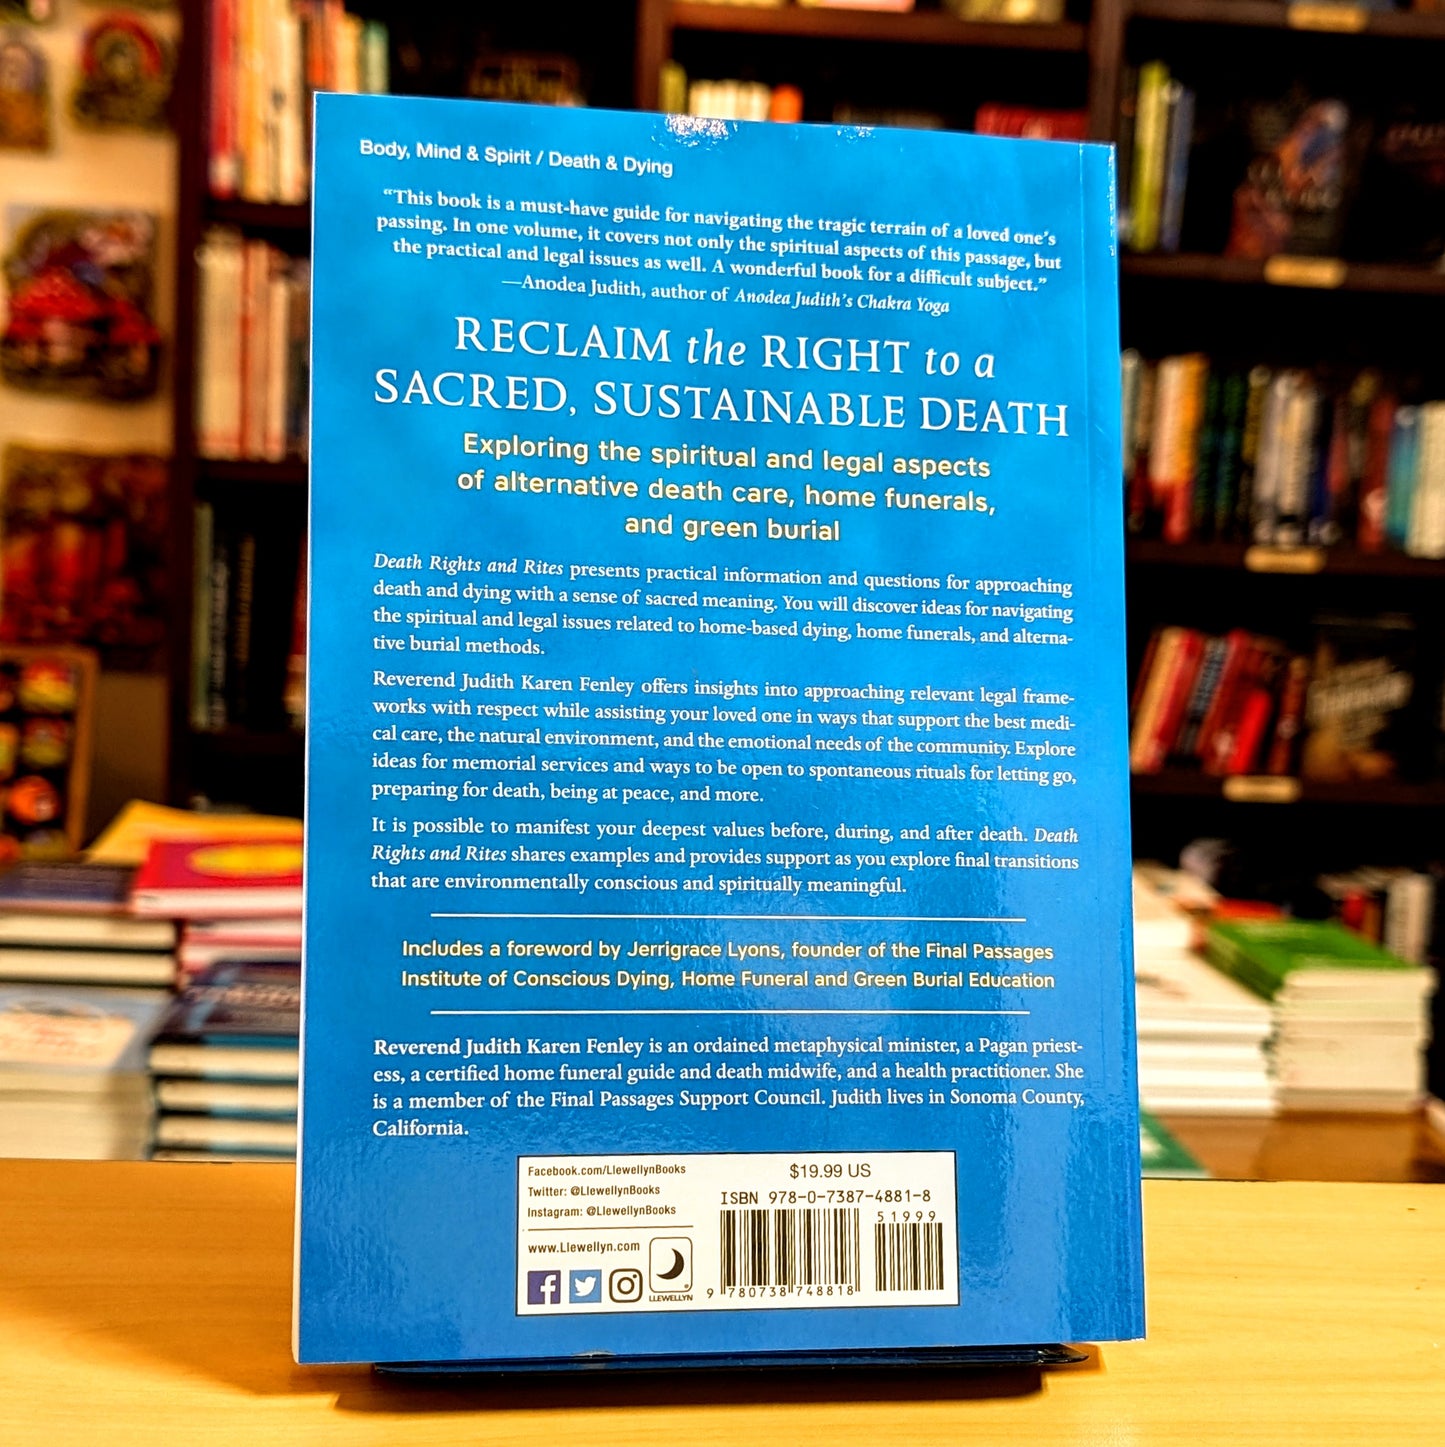 Body, Mind & Spirit / Death & Dying
“This book is a must-have guide for navigating the tragic terrain of a loved one’s
passing. In one volume, it covers not only the spiritual aspects of this passage, but
the practical and legal issues as well. A wonderful book for a difficult subject.”
—Anodea Judith, author of Anodea Judith’s Chakra Yoga
RECLAIM the RIGHT to a
SACRED, SUSTAINABLE DEATH
Exploring the spiritual and legal aspects
of alternative death care, home funerals,
and green burial
Death Rights and Rites presents practical information and questions for approaching
death and dying with a sense of sacred meaning. You will discover ideas for navigating
the spiritual and legal issues related to home-based dying, home funerals, and alterna-
tive burial methods.
Reverend Judith Karen Fenley offers insights into approaching relevant legal frame-
works with respect while assisting your loved one in ways that support the best medi-
cal care, the natural environment, and the emotional needs of the community. Explore
ideas for memorial services and ways to be open to spontaneous rituals for letting go,
preparing for death, being at peace, and more.
It is possible to manifest your deepest values before, during, and after death. Death
Rights and Rites shares examples and provides support as you explore final transitions
that are environmentally conscious and spiritually meaningful.
Includes a foreword by Jerrigrace Lyons, founder of the Final Passages
Institute of Conscious Dying, Home Funeral and Green Burial Education
Reverend Judith Karen Fenley is an ordained metaphysical minister, a Pagan priest-
ess, a certified home funeral guide and death midwife, and a health practitioner. She
is a member of the Final Passages Support Council. Judith lives in Sonoma County,
California.
Facebook.com/LlewellynBooks
Twitter: @LlewellynBooks
Instagram: @LlewellynBooks
www.Llewellyn.com
LLEWELLYN
$19.99 US
ISBN 978-0-7387-4881-8
51999
9 780738 748818